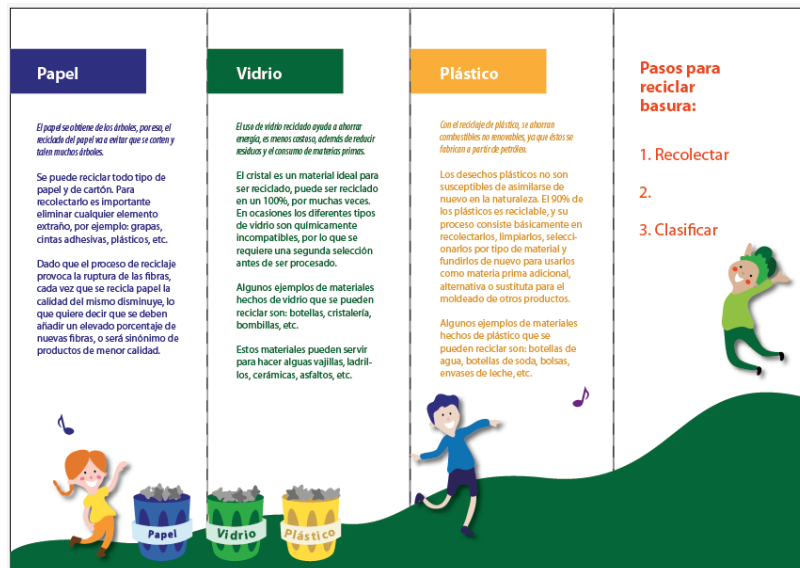 Papel
El papel se obtiene de los árboles, por eso, el
reciclado del papel va a evitar que se corten y
talen muchos árboles.
Se puede reciclar todo tipo de
papel y de cartón. Para
recolectarlo es importante
eliminar cualquier elemento
extraño, por ejemplo: grapas,
cintas adhesivas, plásticos, etc.
Dado que el proceso de reciclaje
provoca la ruptura de las fibras,
cada vez que se recicla papel la
calidad del mismo disminuye, lo
que quiere decir que se deben
añadir un elevado porcentaje de
nuevas fibras, o será sinónimo de
productos de menor calidad.
Vidrio
El uso de vidrio reciclado ayuda a ahorrar
energía, es menos costoso, además de reducir
residuos y el consumo de materias primas.
El cristal es un material ideal para
ser reciclado, puede ser reciclado
en un 100%, por muchas veces.
En ocasiones los diferentes tipos
de vidrio son químicamente
incompatibles, por lo que se
requiere una segunda selección
antes de ser procesado.
Algunos ejemplos de materiales
hechos de vidrio que se pueden
reciclar son: botellas, cristalería,
bombillas, etc.
Estos materiales pueden servir
para hacer alguas vajillas, ladril-
los, cerámicas, asfaltos, etc.
Plástico
Con el reciclaje de plástico, se ahorran
combustibles no renovables, ya que éstos se
fabrican a partir de petróleo.
Los desechos plásticos no son
susceptibles de asimilarse de
nuevo en la naturaleza. El 90% de
los plásticos es reciclable, y su
proceso consiste básicamente en
recolectarlos, limpiarlos, selecci-
onarlos por tipo de material y
fundirlos de nuevo para usarlos
como materia prima adicional,
alternativa o sustituta para el
moldeado de otros productos.
Algunos ejemplos de materiales
hechos de plástico que se
pueden reciclar son: botellas de
agua, botellas de soda, bolsas,
envases de leche, etc.
Pasos para
reciclar
basura:
1. Recolectar
2.
3. Clasificar
Papel
Vidrio
Plástico